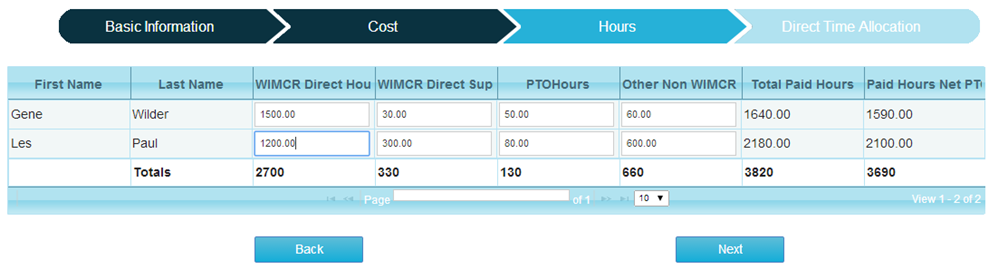 Basic Information Cost Hours Direct Time Allocation
First Name Last Name WIMCR Direct Hou WIMCR Direct Sup PTOHours Other Non WIMCR Total Paid Hours Paid Hours Net PT
Gene Wilder 1500.00 30.00 50.00 60.00 1640.00 1590.00
Les Paul 1200.00 300.00 80.00 600.00 2180.00 2100.00
Totals 2700 330 130 660 3820 3690
Page of 1 10 View 1 - 2 of 2
Back Next